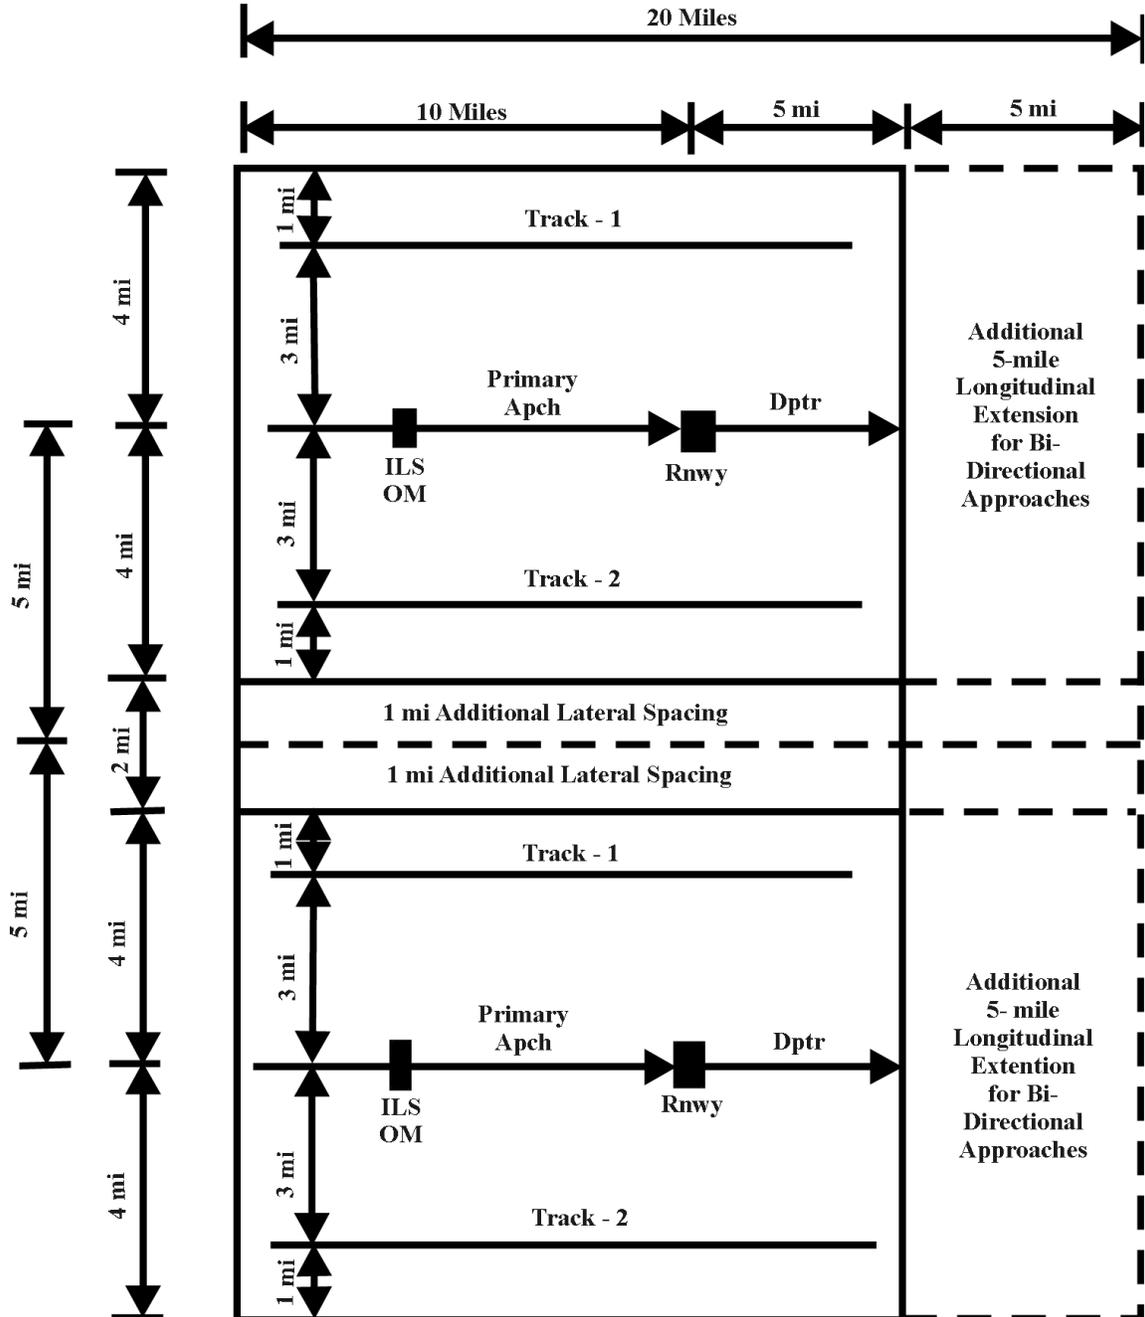 20 Miles
10 Miles
5 mi
5 mi
1 mi
Track - 1
4 mi
3 mi
Primary
Apch
Dptr
ILS
OM
Rnwy
Additional
5-mile
Longitudinal
Extension
for Bi-
Directional
Approaches
5 mi
4 mi
3 mi
Track - 2
1 mi
1 mi Additional Lateral Spacing
2 mi
1 mi Additional Lateral Spacing
1 mi
Track - 1
5 mi
4 mi
3 mi
Primary
Apch
Dptr
ILS
OM
Rnwy
Additional
5- mile
Longitudinal
Extention
for Bi-
Directional
Approaches
4 mi
3 mi
Track - 2
1 mi